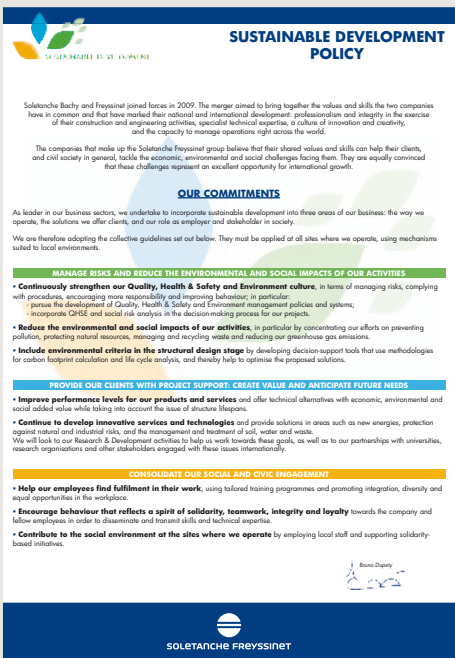 SUSTAINABLE DEVELOPMENT
POLICY
SUSTAINABLE DEVELOPMENT
Soletanche Bachy and Freyssinet joined forces in 2009. The merger aimed to bring together the values and skills the two companies
have in common and that have marked their national and international development: professionalism and integrity in the exercise
of their construction and engineering activities, specialist technical expertise, a culture of innovation and creativity,
and the capacity to manage operations right across the world.
The companies that make up the Soletanche Freyssinet group believe that their shared values and skills can help their clients,
and civil society in general, tackle the economic, environmental and social challenges facing them. They are equally convinced
that these challenges represent an excellent opportunity for international growth.
OUR COMMITMENTS
As leader in our business sectors, we undertake to incorporate sustainable development into three areas of our business: the way we
operate, the solutions we offer clients, and our role as employer and stakeholder in society.
We are therefore adopting the collective guidelines set out below. They must be applied at all sites where we operate, using mechanisms
suited to local environments.
MANAGE RISKS AND REDUCE THE ENVIRONMENTAL AND SOCIAL IMPACTS OF OUR ACTIVITIES
• Continuously strengthen our Quality, Health & Safety and Environment culture, in terms of managing risks, complying
with procedures, encouraging more responsibility and improving behaviour; in particular:
- pursue the development of Quality, Health & Safety and Environment management policies and systems;
- incorporate QHSE and social risk analysis in the decision-making process for our projects.
• Reduce the environmental and social impacts of our activities, in particular by concentrating our efforts on preventing
pollution, protecting natural resources, managing and recycling waste and reducing our greenhouse gas emissions.
• Include environmental criteria in the structural design stage by developing decision-support tools that use methodologies
for carbon footprint calculation and life cycle analysis, and thereby help to optimise the proposed solutions.
PROVIDE OUR CLIENTS WITH PROJECT SUPPORT: CREATE VALUE AND ANTICIPATE FUTURE NEEDS
• Improve performance levels for our products and services and offer technical alternatives with economic, environmental and
social added value while taking into account the issue of structure lifespans.
• Continue to develop innovative services and technologies and provide solutions in areas such as new energies, protection
against natural and industrial risks, and the management and treatment of soil, water and waste.
We will look to our Research & Development activities to help us work towards these goals, as well as to our partnerships with universities,
research organisations and other stakeholders engaged with these issues internationally.
CONSOLIDATE OUR SOCIAL AND CIVIC ENGAGEMENT
• Help our employees find fulfilment in their work, using tailored training programmes and promoting integration, diversity and
equal opportunities in the workplace.
• Encourage behaviour that reflects a spirit of solidarity, teamwork, integrity and loyalty towards the company and
fellow employees in order to disseminate and transmit skills and technical expertise.
• Contribute to the social environment at the sites where we operate by employing local staff and supporting solidarity-
based initiatives.
Bruno Dupety
SOLETANCHE FREYSSINET